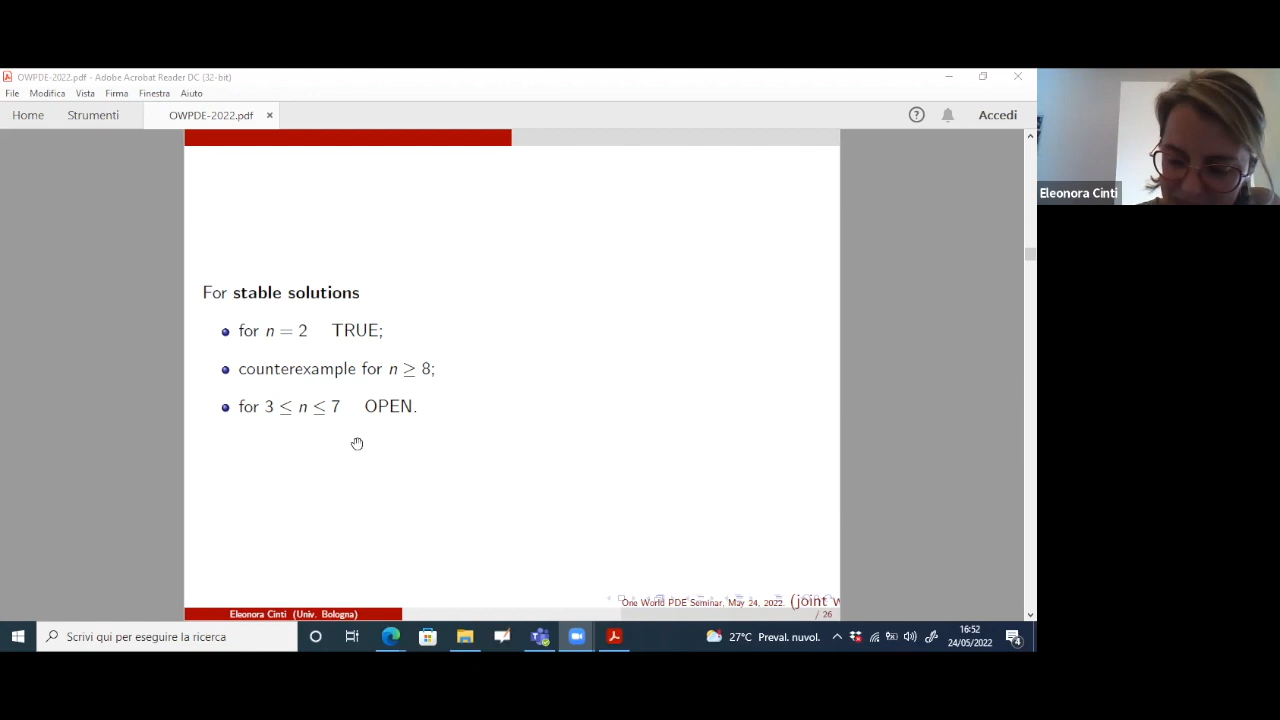 OWPDE-2022.pdf - Adobe Acrobat Reader DC (32-bit)
File Modifica Vista Firma Finestra Aiuto
Home Strumenti OWPDE-2022.pdf × Accedi
Eleonora Cinti
For stable solutions
for n = 2 TRUE;
counterexample for n ≥ 8;
for 3 ≤ n ≤ 7 OPEN.
One World PDE Seminar, May 24, 2022. (joint w
Eleonora Cinti (Univ. Bologna) / 26
Scrivi qui per eseguire la ricerca 27°C Preval. nuvol. 16:52
24/05/2022 4